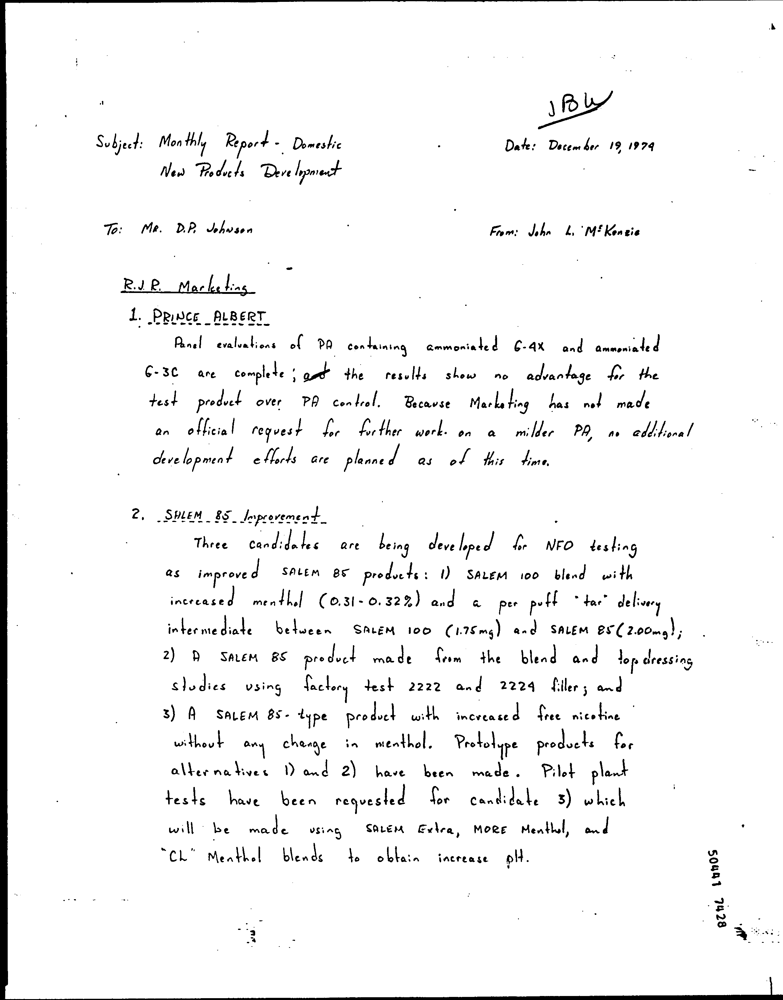 JBW
Subject: Monthly Report - Domestic
New Products Development
Date: December 19, 1974
To: Mr. D.P. Johnson
From: John L. McKenzie
R.J.R. Marketing
1. PRINCE ALBERT
Panel evaluations of PA containing ammoniated G-4X and ammoniated
G-3C are complete; the results show no advantage for the
test product over PA control. Because Marketing has not made
an official request for further work on a milder PA, no additional
development efforts are planned as of this time.
2. SALEM 85 Improvement
Three candidates are being developed for NFO testing
as improved SALEM 85 products: 1) SALEM 100 blend with
increased menthol (0.31-0.32%) and a per puff "tar" delivery
intermediate between SALEM 100 (1.75mg) and SALEM 85 (2.00mg);
2) A SALEM 85 product made from the blend and top dressing
studies using factory test 2222 and 2224 filler; and
3) A SALEM 85-type product with increased free nicotine
without any change in menthol. Prototype products for
alternatives 1) and 2) have been made. Pilot plant
tests have been requested for candidate 3) which
will be made using SALEM Extra, MORE Menthol, and
"CL" Menthol blends to obtain increase pH.
50441 7428